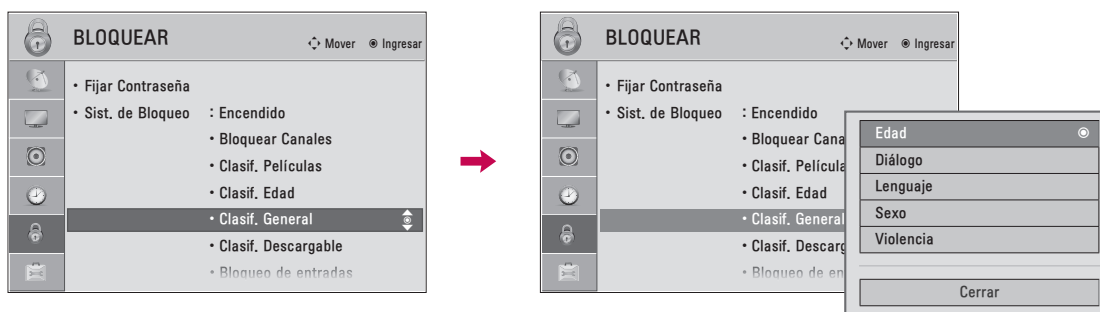 BLOQUEAR
Mover Ingresar
• Fijar Contraseña
• Sist. de Bloqueo : Encendido
• Bloquear Canales
• Clasif. Películas
• Clasif. Edad
• Clasif. General
• Clasif. Descargable
• Bloqueo de entradas
BLOQUEAR
Mover Ingresar
• Fijar Contraseña
• Sist. de Bloqueo : Encendido
• Bloquear Cana
• Clasif. Película
• Clasif. Edad
• Clasif. General
• Clasif. Descarg
• Bloqueo de en
Edad
Diálogo
Lenguaje
Sexo
Violencia
Cerrar